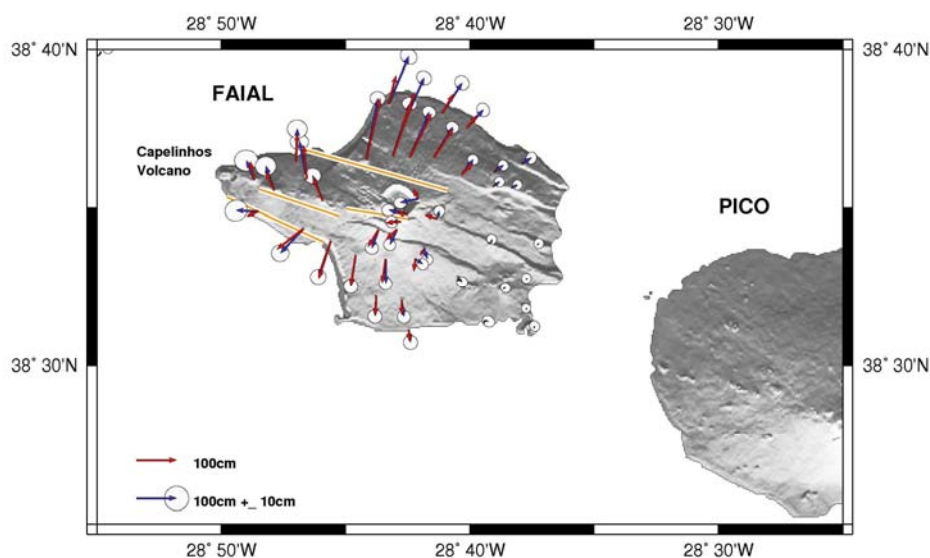 28° 50'W 28° 40'W 28° 30'W
38° 40'N 38° 40'N
FAIAL
Capelinhos
Volcano
PICO
38° 30'N 38° 30'N
100cm
100cm +_ 10cm
28° 50'W 28° 40'W 28° 30'W